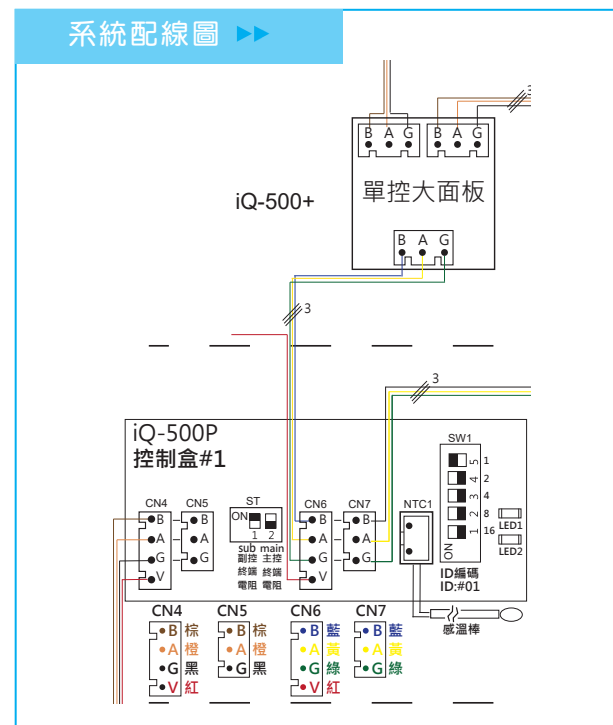 系統配線圖
3
B A G
B A G
iQ-500+
單控大面板
B A G
3
3
iQ-500P
控制盒#1
SW1
5 1
4 2
3 4
2 8
1 16
ON
CN4
CN5
ST
CN6
CN7
NTC1
ON
1 2
B
A
G
V
B
A
G
B
A
G
V
B
A
G
LED1
LED2
sub main
副控 主控
終端 終端
電阻 電阻
ID編碼
ID:#01
感溫棒
CN4
CN5
CN6
CN7
B 棕
A 橙
G 黑
V 紅
B 棕
A 橙
G 黑
B 藍
A 黃
G 綠
V 紅
B 藍
A 黃
G 綠